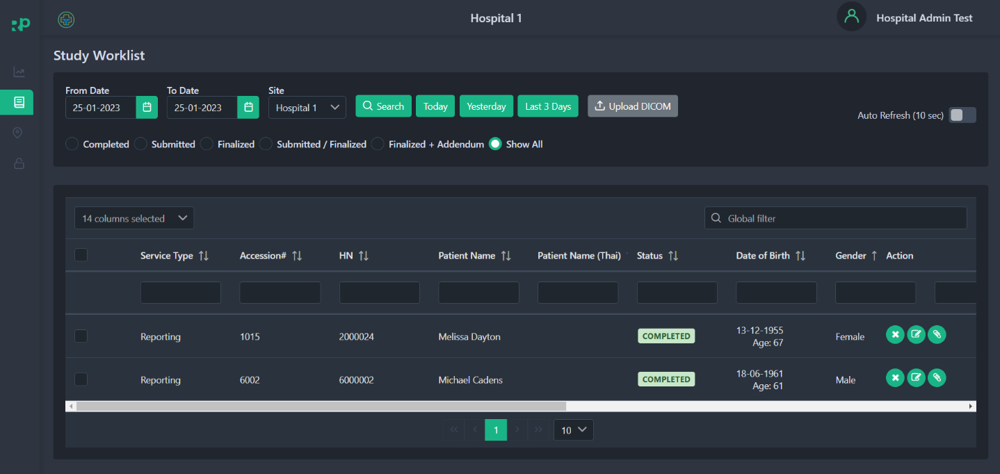 Rp
Hospital 1
Hospital Admin Test
Study Worklist
From Date To Date Site
25-01-2023 25-01-2023 Hospital 1 Search Today Yesterday Last 3 Days Upload DICOM
Auto Refresh (10 sec)
Completed Submitted Finalized Submitted / Finalized Finalized + Addendum Show All
14 columns selected Global filter
Service Type Accession# HN Patient Name Patient Name (Thai) Status Date of Birth Gender Action
Reporting 1015 2000024 Melissa Dayton COMPLETED 13-12-1955 Female
Age: 67
Reporting 6002 6000002 Michael Cadens COMPLETED 18-06-1961 Male
Age: 61
1 10